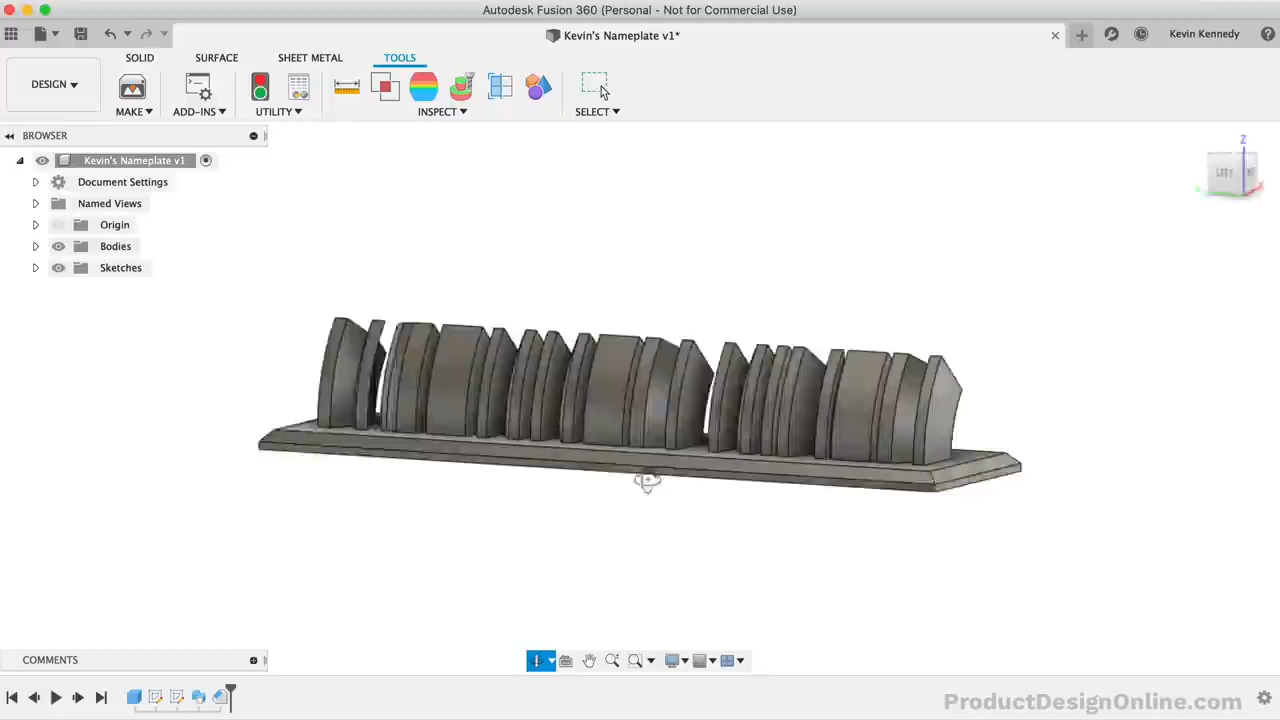 Autodesk Fusion 360 (Personal - Not for Commercial Use)
Kevin's Nameplate v1*
Kevin Kennedy
SOLID SURFACE SHEET METAL TOOLS
DESIGN
MAKE ADD-INS UTILITY INSPECT SELECT
BROWSER
Kevin's Nameplate v1
Document Settings
Named Views
Origin
Bodies
Sketches
Z
LEFT
COMMENTS
ProductDesignOnline.com